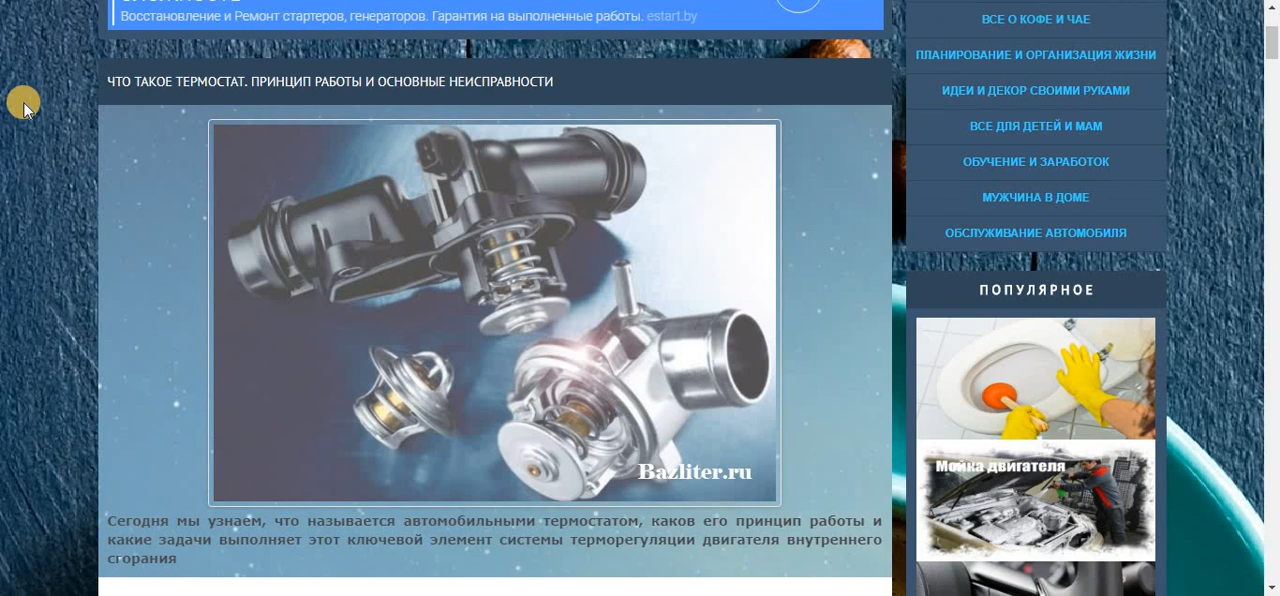 Восстановление и Ремонт стартеров, генераторов. Гарантия на выполненные работы. estart.by
ЧТО ТАКОЕ ТЕРМОСТАТ. ПРИНЦИП РАБОТЫ И ОСНОВНЫЕ НЕИСПРАВНОСТИ
Bazliter.ru
Сегодня мы узнаем, что называется автомобильными термостатом, каков его принцип работы и
какие задачи выполняет этот ключевой элемент системы терморегуляции двигателя внутреннего
сгорания
ВСЕ О КОФЕ И ЧАЕ
ПЛАНИРОВАНИЕ И ОРГАНИЗАЦИЯ ЖИЗНИ
ИДЕИ И ДЕКОР СВОИМИ РУКАМИ
ВСЕ ДЛЯ ДЕТЕЙ И МАМ
ОБУЧЕНИЕ И ЗАРАБОТОК
МУЖЧИНА В ДОМЕ
ОБСЛУЖИВАНИЕ АВТОМОБИЛЯ
ПОПУЛЯРНОЕ
Мойка двигателя